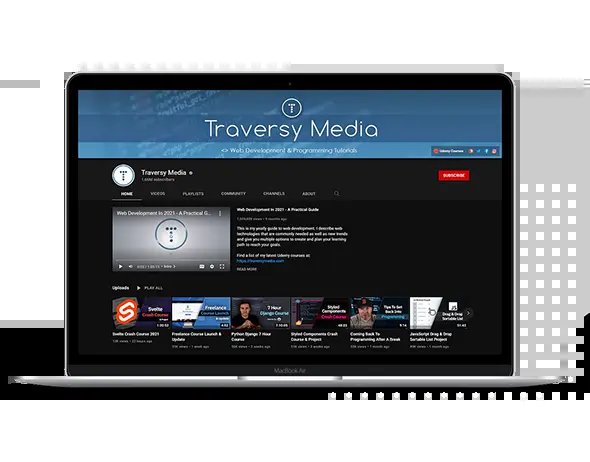 Traversy Media
<> Web Development & Programming Tutorials
Udemy Courses
Traversy Media
SUBSCRIBE
HOME VIDEOS PLAYLISTS COMMUNITY CHANNELS ABOUT
Web Development In 2021 - A Practical G...
Web Development In 2021 - A Practical Guide
This is my yearly guide to web development. I describe web
technologies that are commonly needed as well as new trends
and give you multiple options to create and plan your learning
path to reach your goals.
Find a list of my latest Udemy courses at:
https://traversymedia.com
READ MORE
Uploads PLAY ALL
Svelte Crash Course
Freelance Course Launch
7 Hour Django Course
Styled Components Crash Course
Tips To Get Back Into Programming
Drag & Drop Sortable List
Svelte Crash Course 2021
Freelance Course Launch & Update
Python Django 7 Hour Course
Styled Components Crash Course & Project
Coming Back To Programming After A Break
JavaScript Drag & Drop Sortable List Project
MacBook Air